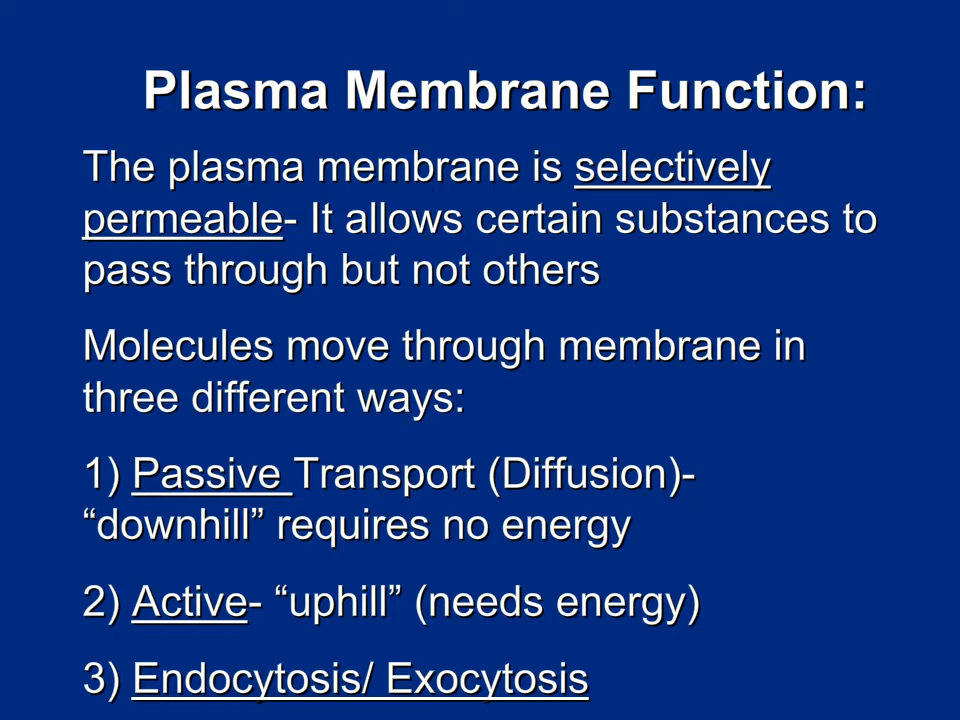 Plasma Membrane Function:
The plasma membrane is selectively
permeable- It allows certain substances to
pass through but not others
Molecules move through membrane in
three different ways:
1) Passive Transport (Diffusion)-
“downhill” requires no energy
2) Active- “uphill” (needs energy)
3) Endocytosis/ Exocytosis